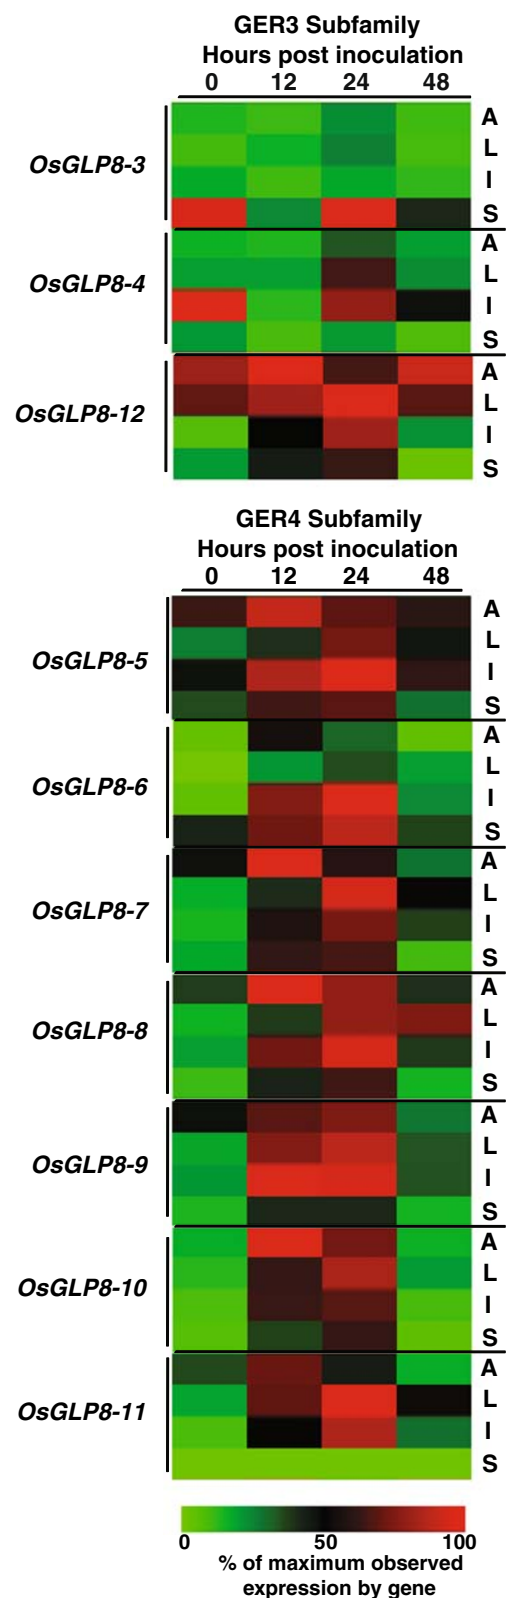 GER3 Subfamily
Hours post inoculation
0 12 24 48
A
L
OsGLP8-3
I
S
A
L
OsGLP8-4
I
S
A
L
OsGLP8-12
I
S
GER4 Subfamily
Hours post inoculation
0 12 24 48
A
L
OsGLP8-5
I
S
A
L
OsGLP8-6
I
S
A
L
OsGLP8-7
I
S
A
L
OsGLP8-8
I
S
A
L
OsGLP8-9
I
S
A
L
OsGLP8-10
I
S
A
L
OsGLP8-11
I
S
0 50 100
% of maximum observed
expression by gene